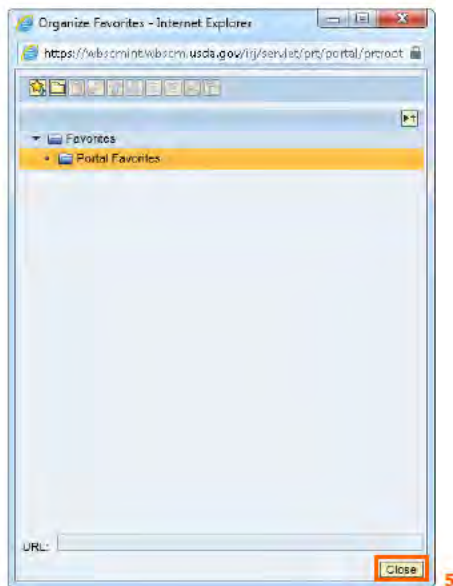 Organize Favorites - Internet Explorer
https://wbscmint.wbscm.usda.gov/irj/servlet/prt/portal/prtroot
Favorites
Portal Favorites
URL:
Close
5